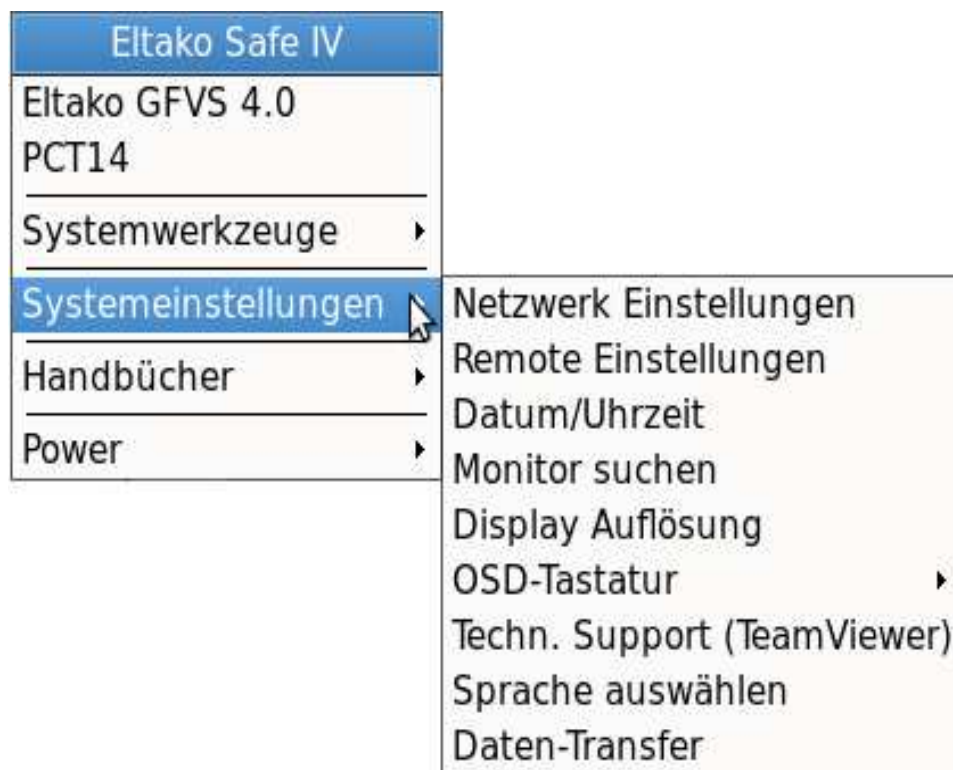 Eltako Safe IV
Eltako GFVS 4.0
PCT14
Systemwerkzeuge
Systemeinstellungen
Handbücher
Power
Netzwerk Einstellungen
Remote Einstellungen
Datum/Uhrzeit
Monitor suchen
Display Auflösung
OSD-Tastatur
Techn. Support (TeamViewer)
Sprache auswählen
Daten-Transfer